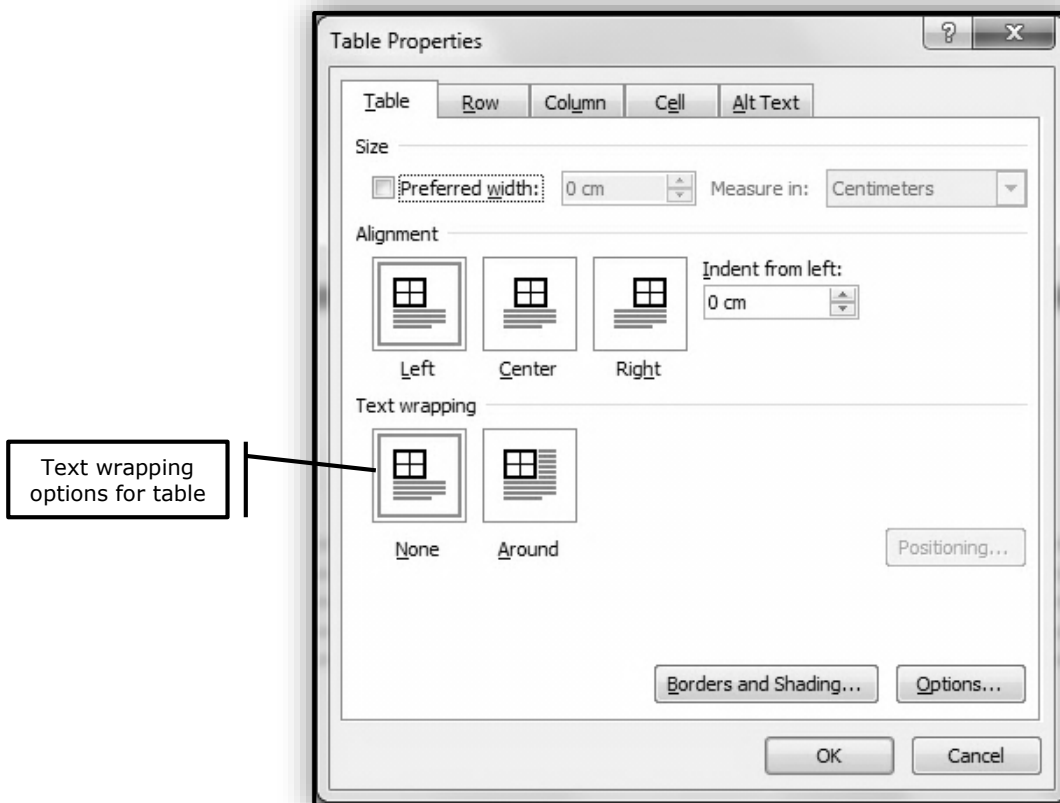 Table Properties
? X
Table Row Column Cell Alt Text
Size
Preferred width: 0 cm Measure in: Centimeters
Alignment
Indent from left:
0 cm
Left Center Right
Text wrapping
Text wrapping
options for table
None Around
Positioning...
Borders and Shading... Options...
OK Cancel